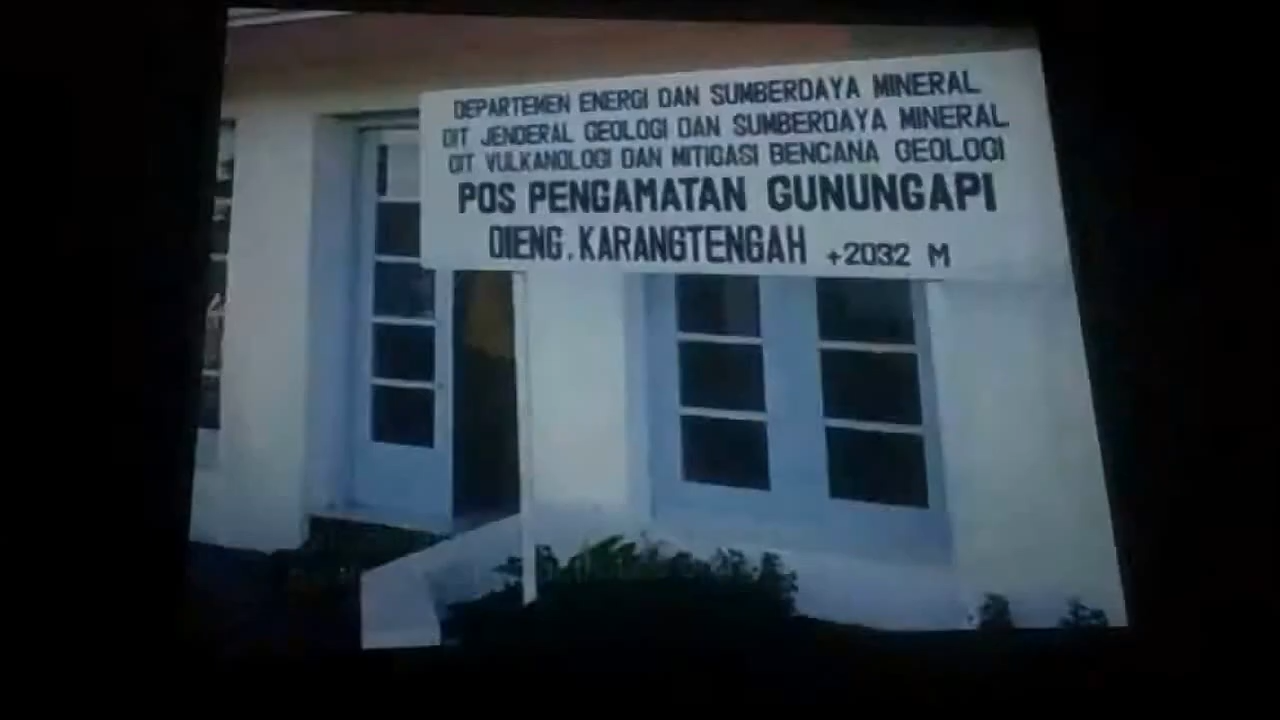 DEPARTEMEN ENERGI DAN SUMBERDAYA MINERAL
DIT JENDERAL GEOLOGI DAN SUMBERDAYA MINERAL
DIT VULKANOLOGI DAN MITIGASI BENCANA GEOLOGI
POS PENGAMATAN GUNUNGAPI
DIENG. KARANGTENGAH +2032 M